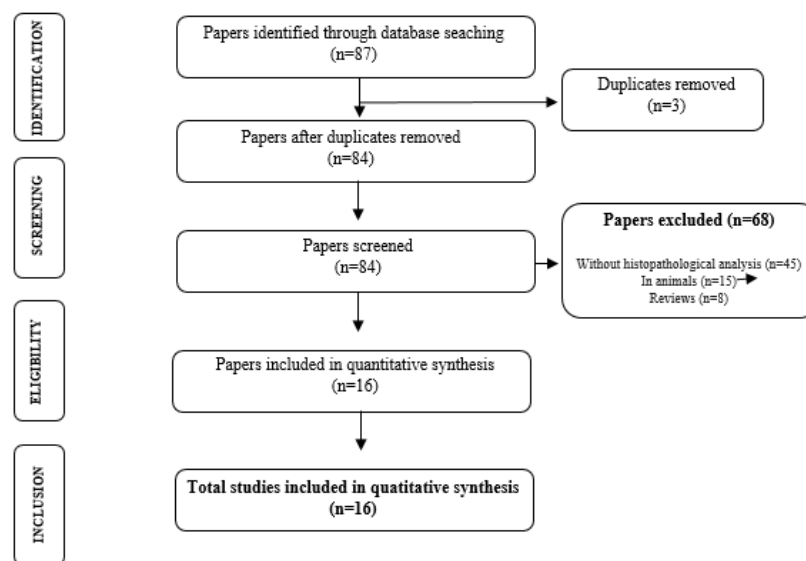 IDENTIFICATION
Papers identified through database seaching
(n=87)
Duplicates removed
(n=3)
Papers after duplicates removed
(n=84)
SCREENING
Papers screened
(n=84)
Papers excluded (n=68)
Without histopathological analysis (n=45)
In animals (n=15)
Reviews (n=8)
ELIGIBILITY
Papers included in quantitative synthesis
(n=16)
INCLUSION
Total studies included in quatitative synthesis
(n=16)